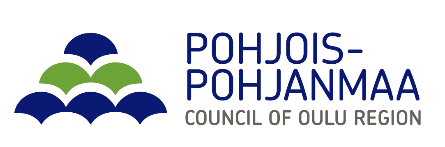 POHJOIS-
POHJANMAA
COUNCIL OF OULU REGION